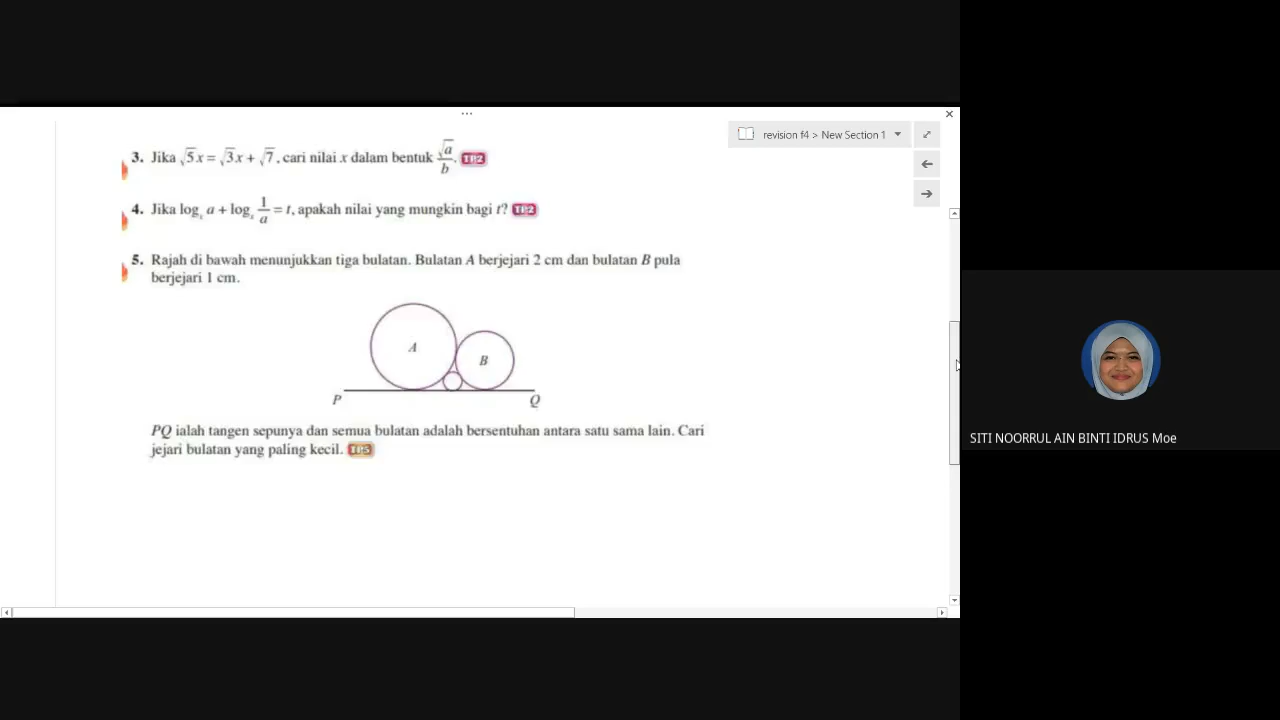 ...
revision f4 > New Section 1
3. Jika √5x = √3x + √7, cari nilai x dalam bentuk √a/b. TP2
4. Jika log a + log 1/a = t, apakah nilai yang mungkin bagi t? TP2
5. Rajah di bawah menunjukkan tiga bulatan. Bulatan A berjejari 2 cm dan bulatan B pula
berjejari 1 cm.
A
B
P
Q
PQ ialah tangen sepunya dan semua bulatan adalah bersentuhan antara satu sama lain. Cari
jejari bulatan yang paling kecil. TP5
SITI NOORRUL AIN BINTI IDRUS Moe